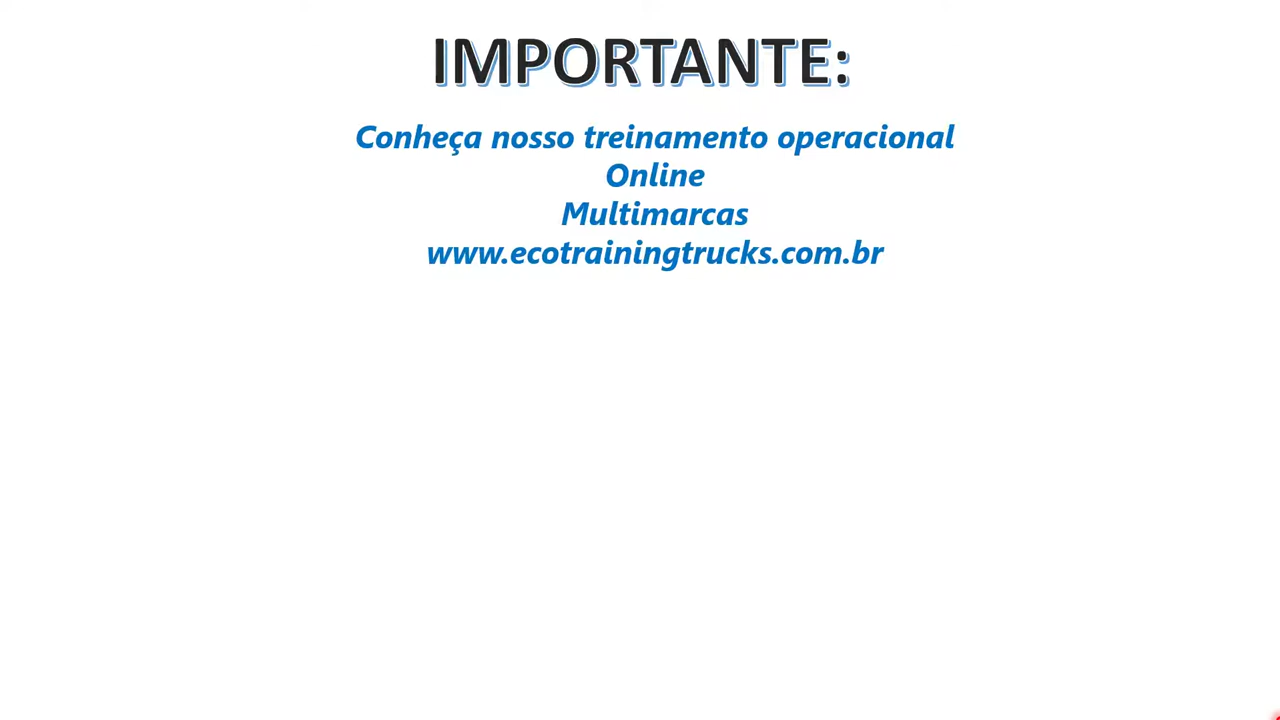 IMPORTANTE:
Conheça nosso treinamento operacional
Online
Multimarcas
www.ecotrainingtrucks.com.br